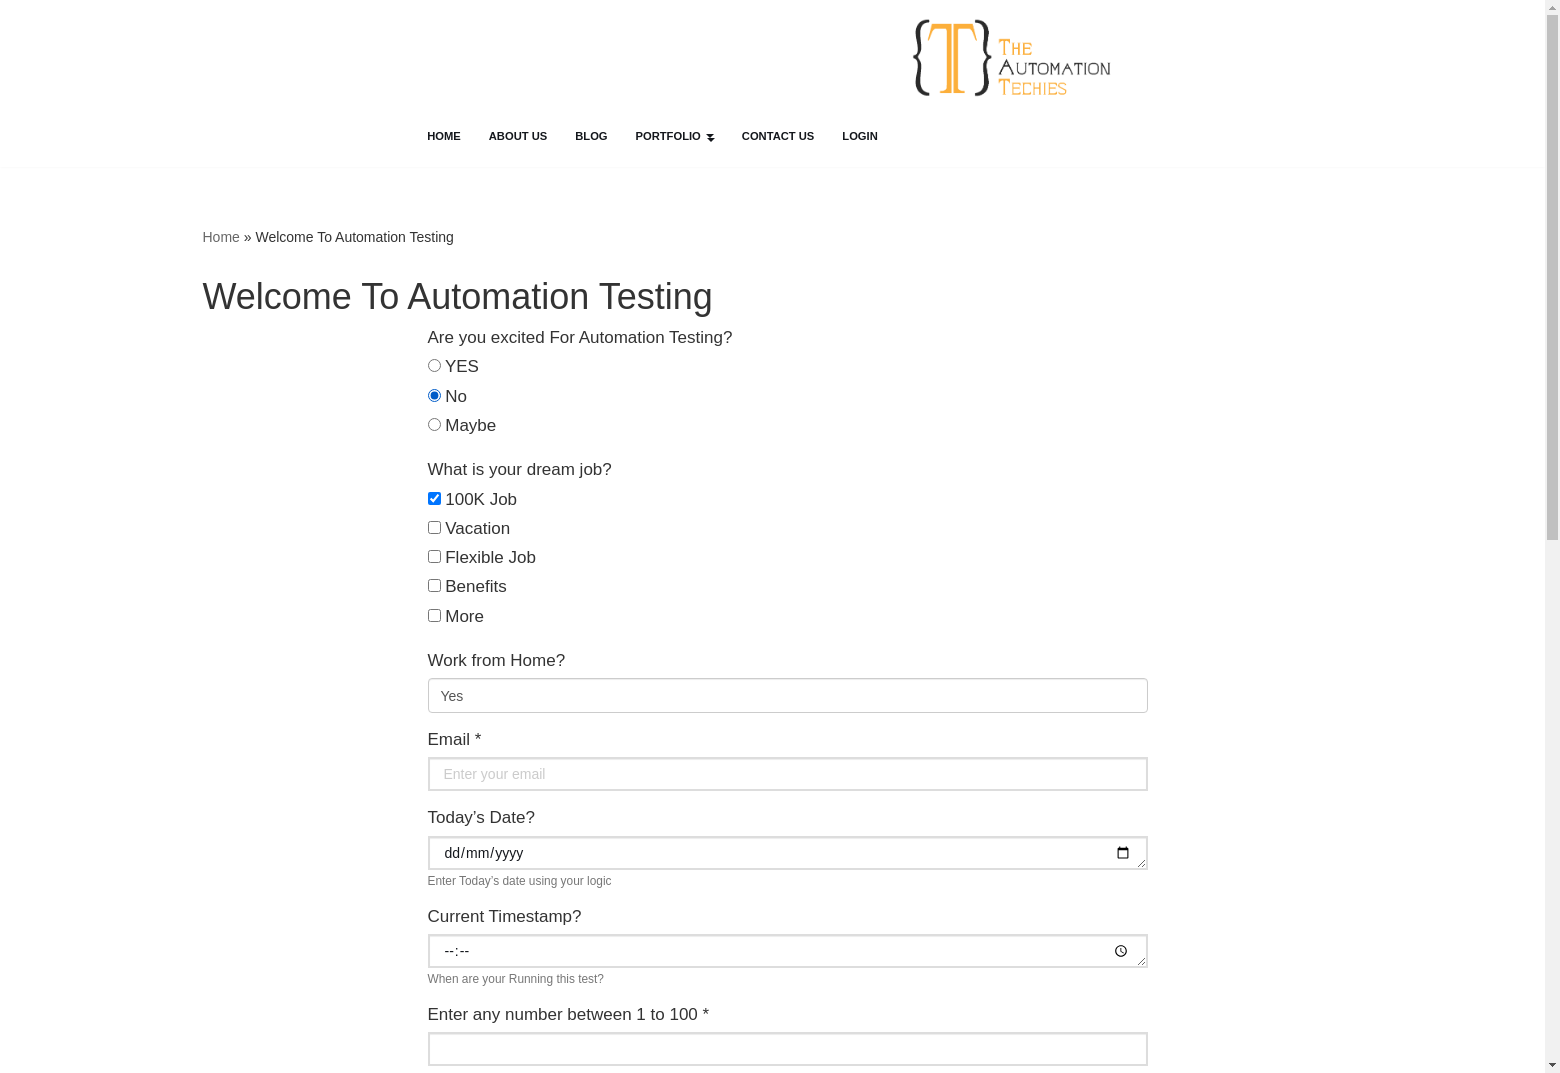 {T} THE
AUTOMATION
TECHIES
HOME ABOUT US BLOG PORTFOLIO CONTACT US LOGIN
Home » Welcome To Automation Testing
Welcome To Automation Testing
Are you excited For Automation Testing?
YES
No
Maybe
What is your dream job?
100K Job
Vacation
Flexible Job
Benefits
More
Work from Home?
Yes
Email *
Enter your email
Today’s Date?
dd/mm/yyyy
Enter Today’s date using your logic
Current Timestamp?
--:--
When are your Running this test?
Enter any number between 1 to 100 *